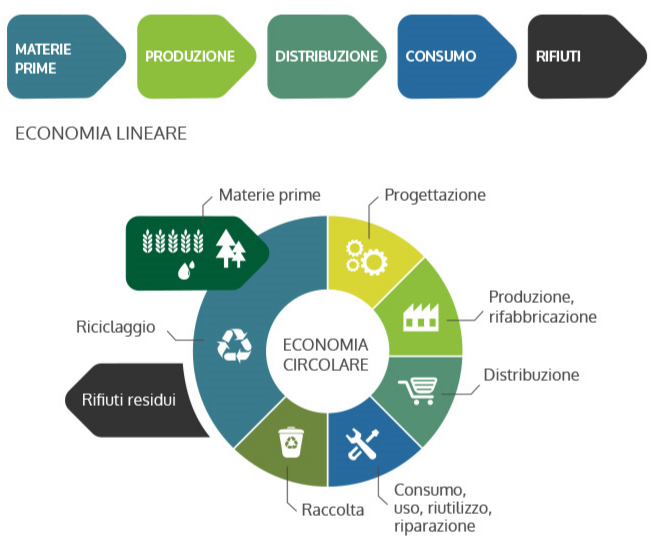 MATERIE
PRIME
PRODUZIONE
DISTRIBUZIONE
CONSUMO
RIFIUTI
ECONOMIA LINEARE
Materie prime
Progettazione
Produzione,
rifabbricazione
Riciclaggio
ECONOMIA
CIRCOLARE
Distribuzione
Rifiuti residui
Consumo,
uso, riutilizzo,
riparazione
Raccolta